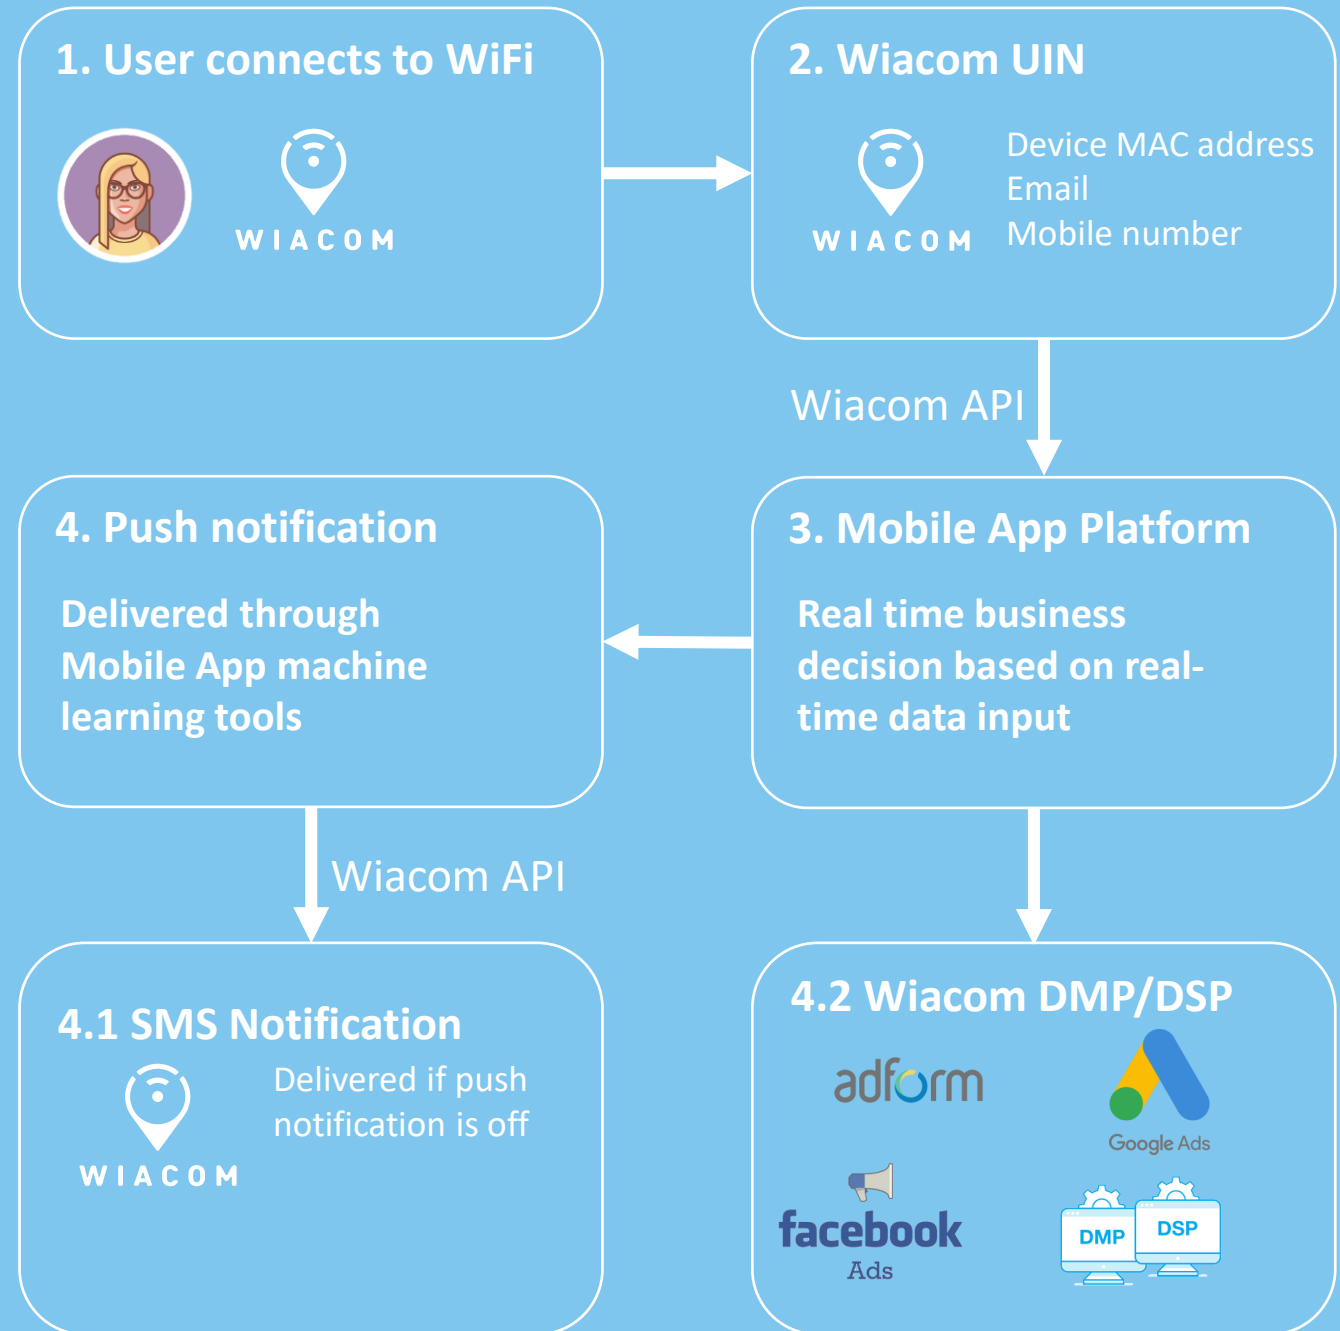 1. User connects to WiFi
WIACOM
2. Wiacom UIN
WIACOM
Device MAC address
Email
Mobile number
Wiacom API
4. Push notification
Delivered through
Mobile App machine
learning tools
3. Mobile App Platform
Real time business
decision based on real-
time data input
Wiacom API
4.1 SMS Notification
WIACOM
Delivered if push
notification is off
4.2 Wiacom DMP/DSP
adform
Google Ads
facebook
Ads
DMP
DSP